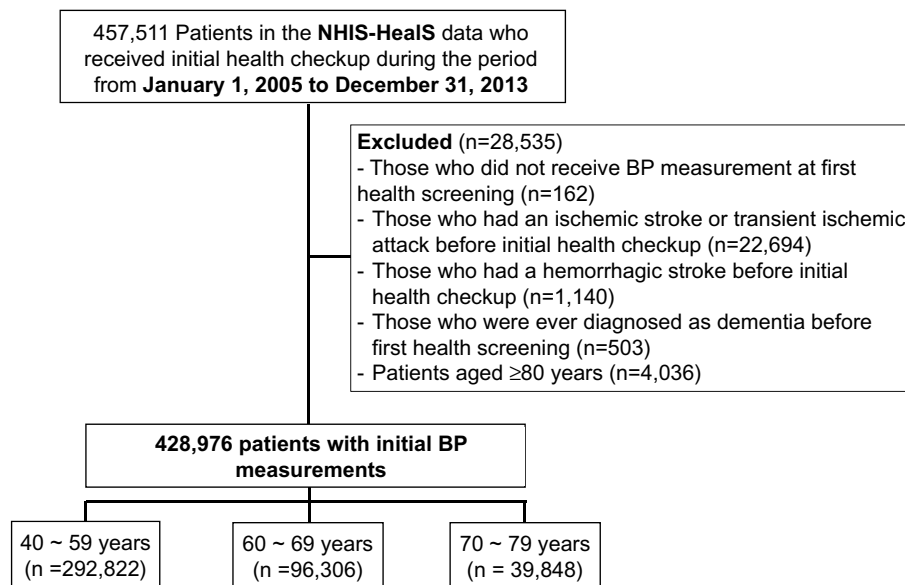 457,511 Patients in the NHIS-HealS data who
received initial health checkup during the period
from January 1, 2005 to December 31, 2013
Excluded (n=28,535)
- Those who did not receive BP measurement at first
health screening (n=162)
- Those who had an ischemic stroke or transient ischemic
attack before initial health checkup (n=22,694)
- Those who had a hemorrhagic stroke before initial
health checkup (n=1,140)
- Those who were ever diagnosed as dementia before
first health screening (n=503)
- Patients aged ≥80 years (n=4,036)
428,976 patients with initial BP
measurements
40 ~ 59 years
(n =292,822)
60 ~ 69 years
(n =96,306)
70 ~ 79 years
(n = 39,848)